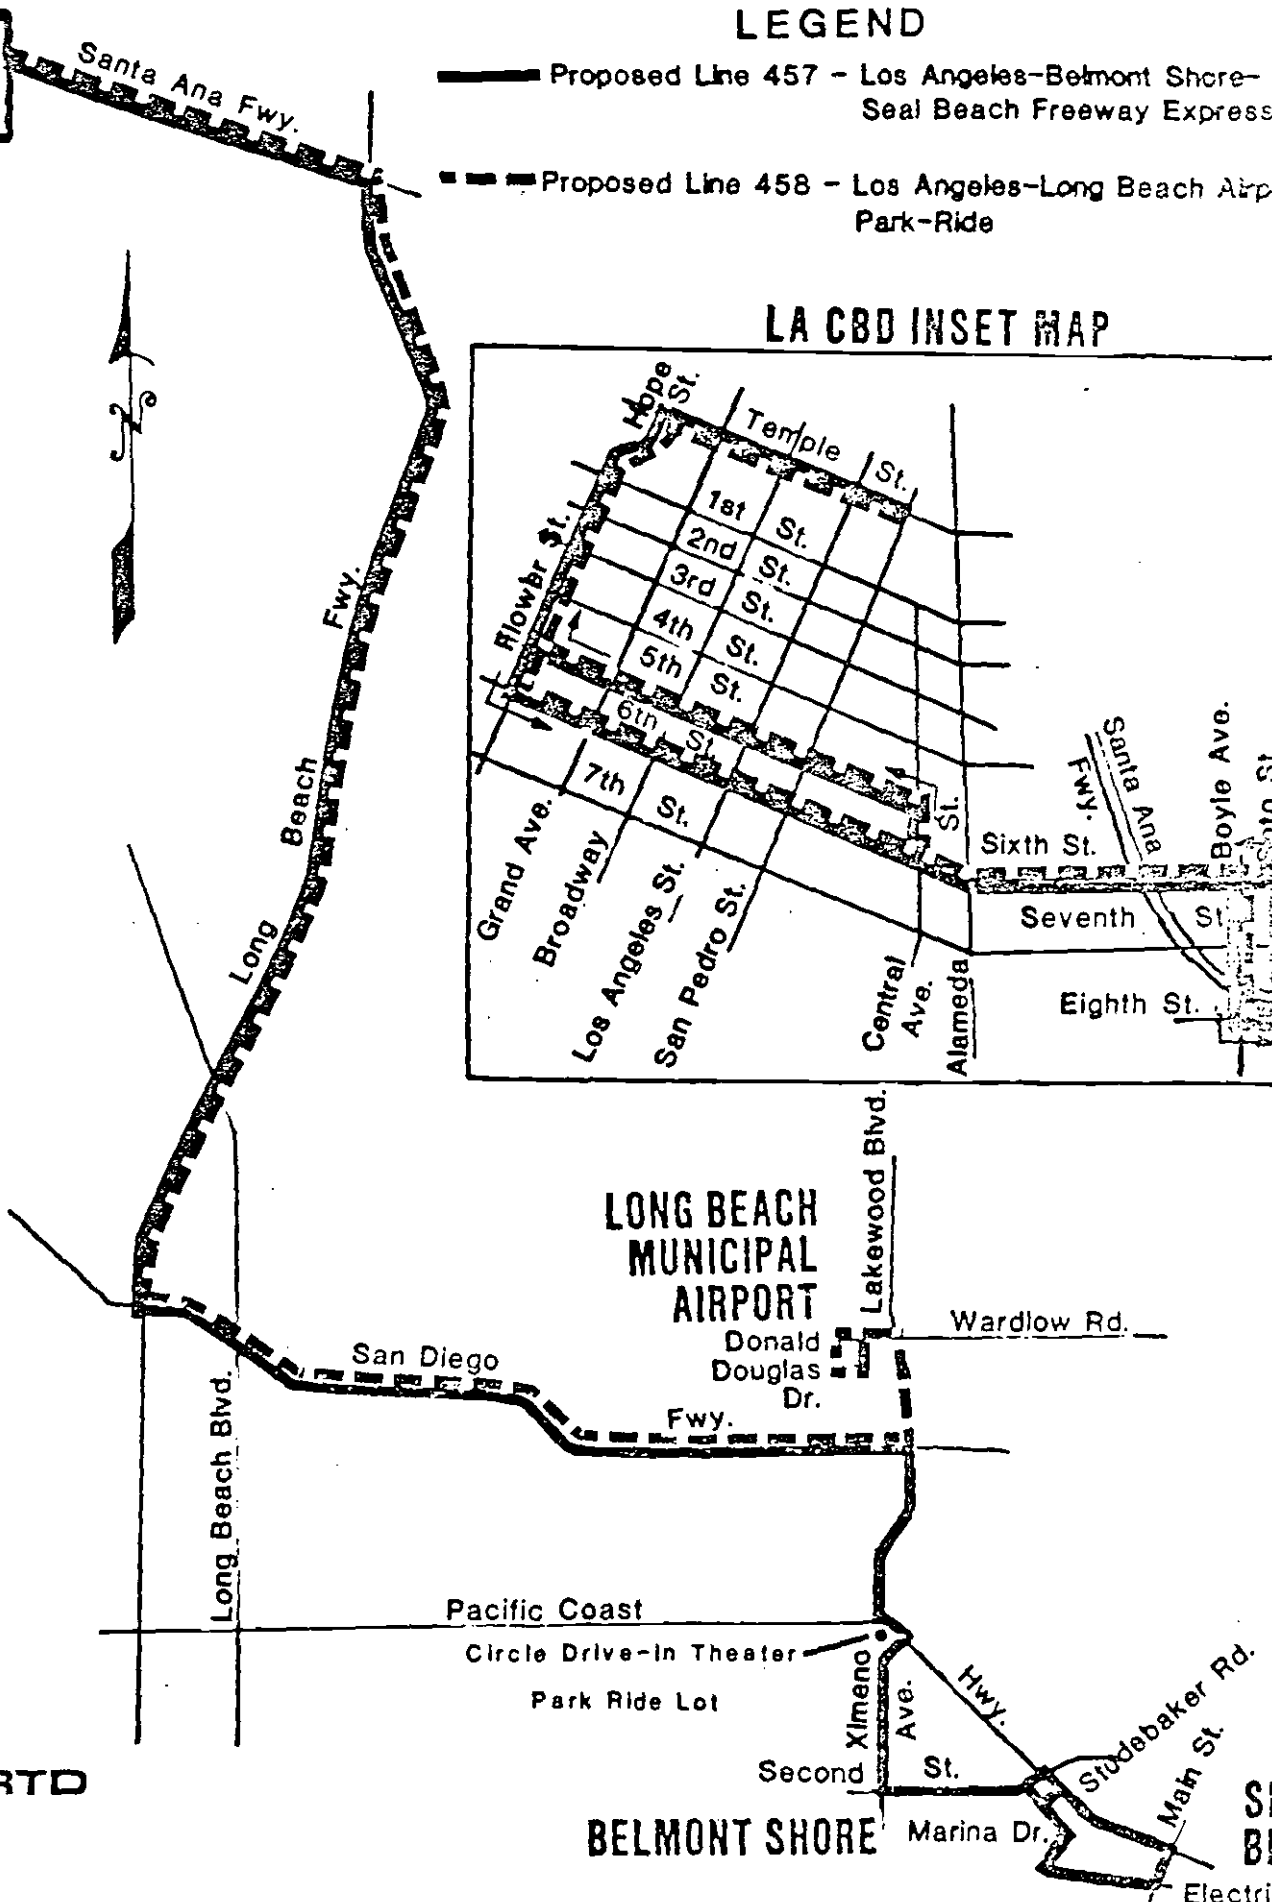 LEGEND
Proposed Line 457 - Los Angeles-Belmont Shore-
Seal Beach Freeway Express
Proposed Line 458 - Los Angeles-Long Beach Airp
Park-Ride
Santa Ana Fwy.
N
LA CBD INSET MAP
Hope
St.
Temple
St.
1st St.
2nd St.
3rd St.
4th St.
5th St.
6th St.
7th St.
Flower St.
Grand Ave.
Broadway
Los Angeles St.
San Pedro St.
Central
Ave.
Alameda
St.
Santa Ana
Fwy.
Boyle Ave.
Sixth St.
Seventh St
Eighth St.
Long Beach Fwy.
LONG BEACH
MUNICIPAL
AIRPORT
Lakewood Blvd.
Donald
Douglas
Dr.
Wardlow Rd.
San Diego
Fwy.
Long Beach Blvd.
Pacific Coast
Hwy.
Circle Drive-In Theater
Park Ride Lot
Ximeno
Ave.
Studebaker Rd.
Main St.
Second St.
RTD
BELMONT SHORE
Marina Dr.
Electri